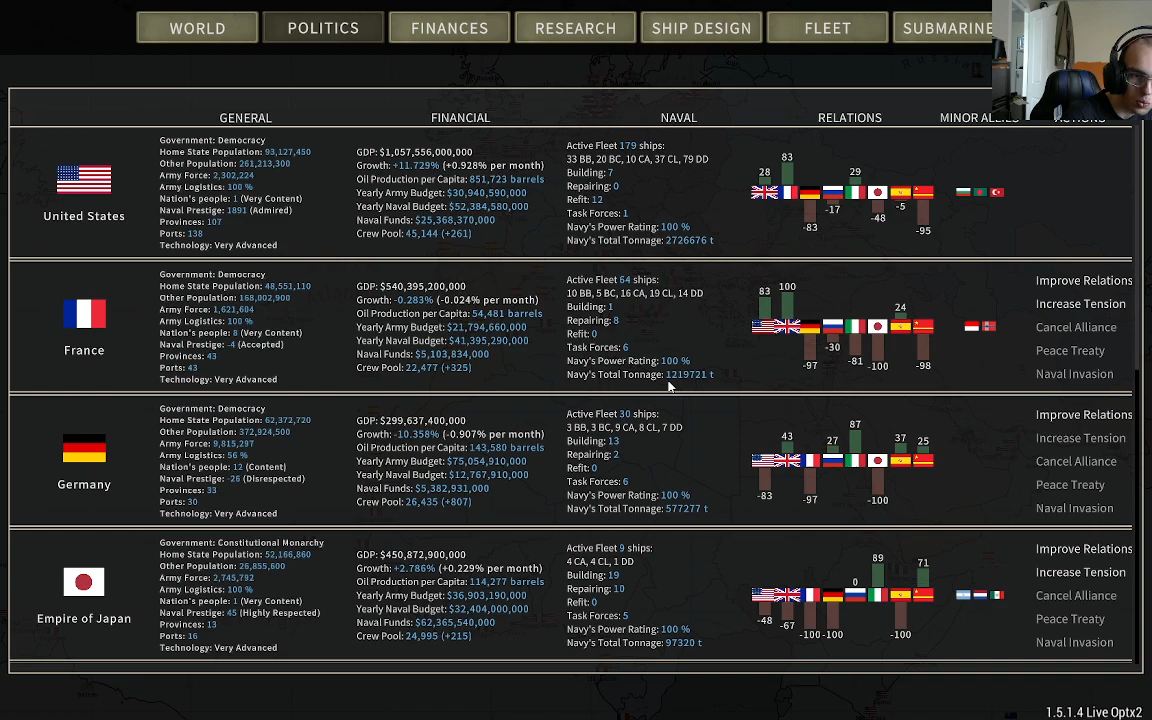 WORLD
POLITICS
FINANCES
RESEARCH
SHIP DESIGN
FLEET
SUBMARINE
GENERAL
FINANCIAL
NAVAL
RELATIONS
MINOR
United States
Government: Democracy
Home State Population: 93,127,450
Other Population: 261,213,300
Army Force: 2,302,224
Army Logistics: 100 %
Nation's people: 1 (Very Content)
Naval Prestige: 1891 (Admired)
Provinces: 107
Ports: 138
Technology: Very Advanced
GDP: $1,057,556,000,000
Growth: +11.729% (+0.928% per month)
Oil Production per Capita: 851,723 barrels
Yearly Army Budget: $30,940,590,000
Yearly Naval Budget: $52,384,580,000
Naval Funds: $25,368,370,000
Crew Pool: 45,144 (+261)
Active Fleet 179 ships:
33 BB, 20 BC, 10 CA, 37 CL, 79 DD
Building: 7
Repairing: 0
Refit: 12
Task Forces: 1
Navy's Power Rating: 100 %
Navy's Total Tonnage: 2726676 t
28 83 29
-83 -17 -48 -5 -95
France
Government: Democracy
Home State Population: 48,551,110
Other Population: 168,002,900
Army Force: 1,621,604
Army Logistics: 100 %
Nation's people: 8 (Very Content)
Naval Prestige: -4 (Accepted)
Provinces: 43
Ports: 43
Technology: Very Advanced
GDP: $540,395,200,000
Growth: -0.283% (-0.024% per month)
Oil Production per Capita: 54,481 barrels
Yearly Army Budget: $21,794,660,000
Yearly Naval Budget: $41,395,290,000
Naval Funds: $5,103,834,000
Crew Pool: 22,477 (+325)
Active Fleet 64 ships:
10 BB, 5 BC, 16 CA, 19 CL, 14 DD
Building: 1
Repairing: 8
Refit: 0
Task Forces: 6
Navy's Power Rating: 100 %
Navy's Total Tonnage: 1219721 t
83 100 24
-97 -30 -81 -100 -98
Improve Relations
Increase Tension
Cancel Alliance
Peace Treaty
Naval Invasion
Germany
Government: Democracy
Home State Population: 62,372,720
Other Population: 372,924,500
Army Force: 9,815,297
Army Logistics: 56 %
Nation's people: 12 (Content)
Naval Prestige: -26 (Disrespected)
Provinces: 33
Ports: 30
Technology: Very Advanced
GDP: $299,637,400,000
Growth: -10.358% (-0.907% per month)
Oil Production per Capita: 143,580 barrels
Yearly Army Budget: $75,054,910,000
Yearly Naval Budget: $12,767,910,000
Naval Funds: $5,382,931,000
Crew Pool: 26,435 (+807)
Active Fleet 30 ships:
3 BB, 3 BC, 9 CA, 8 CL, 7 DD
Building: 13
Repairing: 2
Refit: 0
Task Forces: 6
Navy's Power Rating: 100 %
Navy's Total Tonnage: 577277 t
43 27 87 37 25
-83 -97 -100
Improve Relations
Increase Tension
Cancel Alliance
Peace Treaty
Naval Invasion
Empire of Japan
Government: Constitutional Monarchy
Home State Population: 52,166,860
Other Population: 26,855,600
Army Force: 2,745,792
Army Logistics: 100 %
Nation's people: 1 (Very Content)
Naval Prestige: 45 (Highly Respected)
Provinces: 13
Ports: 16
Technology: Very Advanced
GDP: $450,872,900,000
Growth: +2.786% (+0.229% per month)
Oil Production per Capita: 114,277 barrels
Yearly Army Budget: $36,903,190,000
Yearly Naval Budget: $32,404,000,000
Naval Funds: $62,365,540,000
Crew Pool: 24,995 (+215)
Active Fleet 9 ships:
4 CA, 4 CL, 1 DD
Building: 19
Repairing: 10
Refit: 0
Task Forces: 5
Navy's Power Rating: 100 %
Navy's Total Tonnage: 97320 t
0 89 71
-48 -67 -100 -100 -100
Improve Relations
Increase Tension
Cancel Alliance
Peace Treaty
Naval Invasion
1.5.1.4 Live Optx2